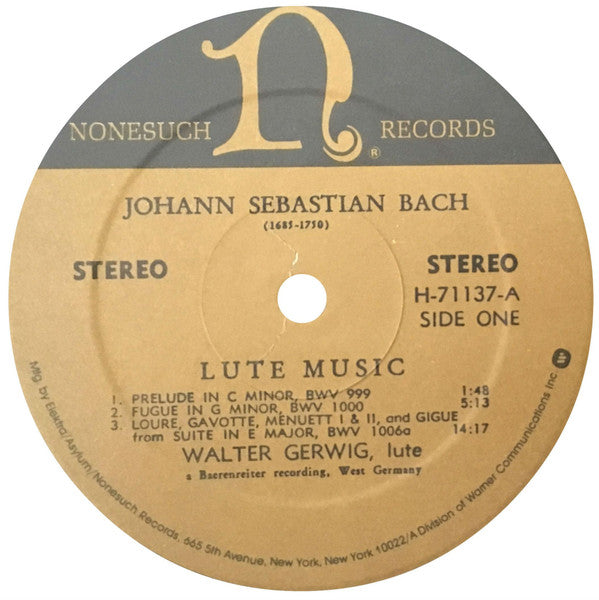 n
NONESUCH RECORDS
®
JOHANN SEBASTIAN BACH
(1685-1750)
STEREO STEREO
H-71137-A
SIDE ONE
LUTE MUSIC
1. PRELUDE IN C MINOR, BWV 999 1:48
2. FUGUE IN G MINOR, BWV 1000 5:13
3. LOURE, GAVOTTE, MENUETT I & II, and GIGUE
from SUITE IN E MAJOR, BWV 1006a 14:17
WALTER GERWIG, lute
a Baerenreiter recording, West Germany
Mfg. by Elektra/Asylum/Nonesuch Records, 665 5th Avenue, New York, New York 10022/A Division of Warner Communications Inc